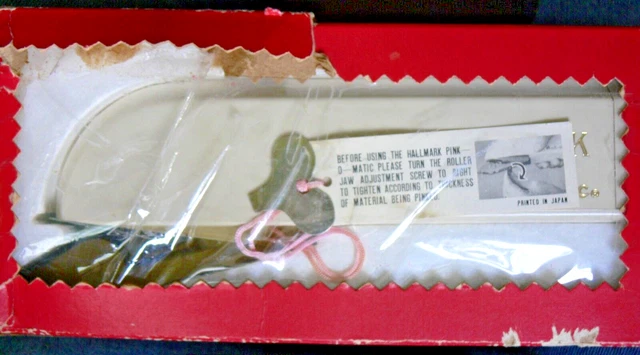 BEFORE USING THE HALLMARK PINK-
O-MATIC PLEASE TURN THE ROLLER
JAW ADJUSTMENT SCREW TO RIGHT
TO TIGHTEN ACCORDING TO THICKNESS
OF MATERIAL BEING PINKED.
PRINTED IN JAPAN
K